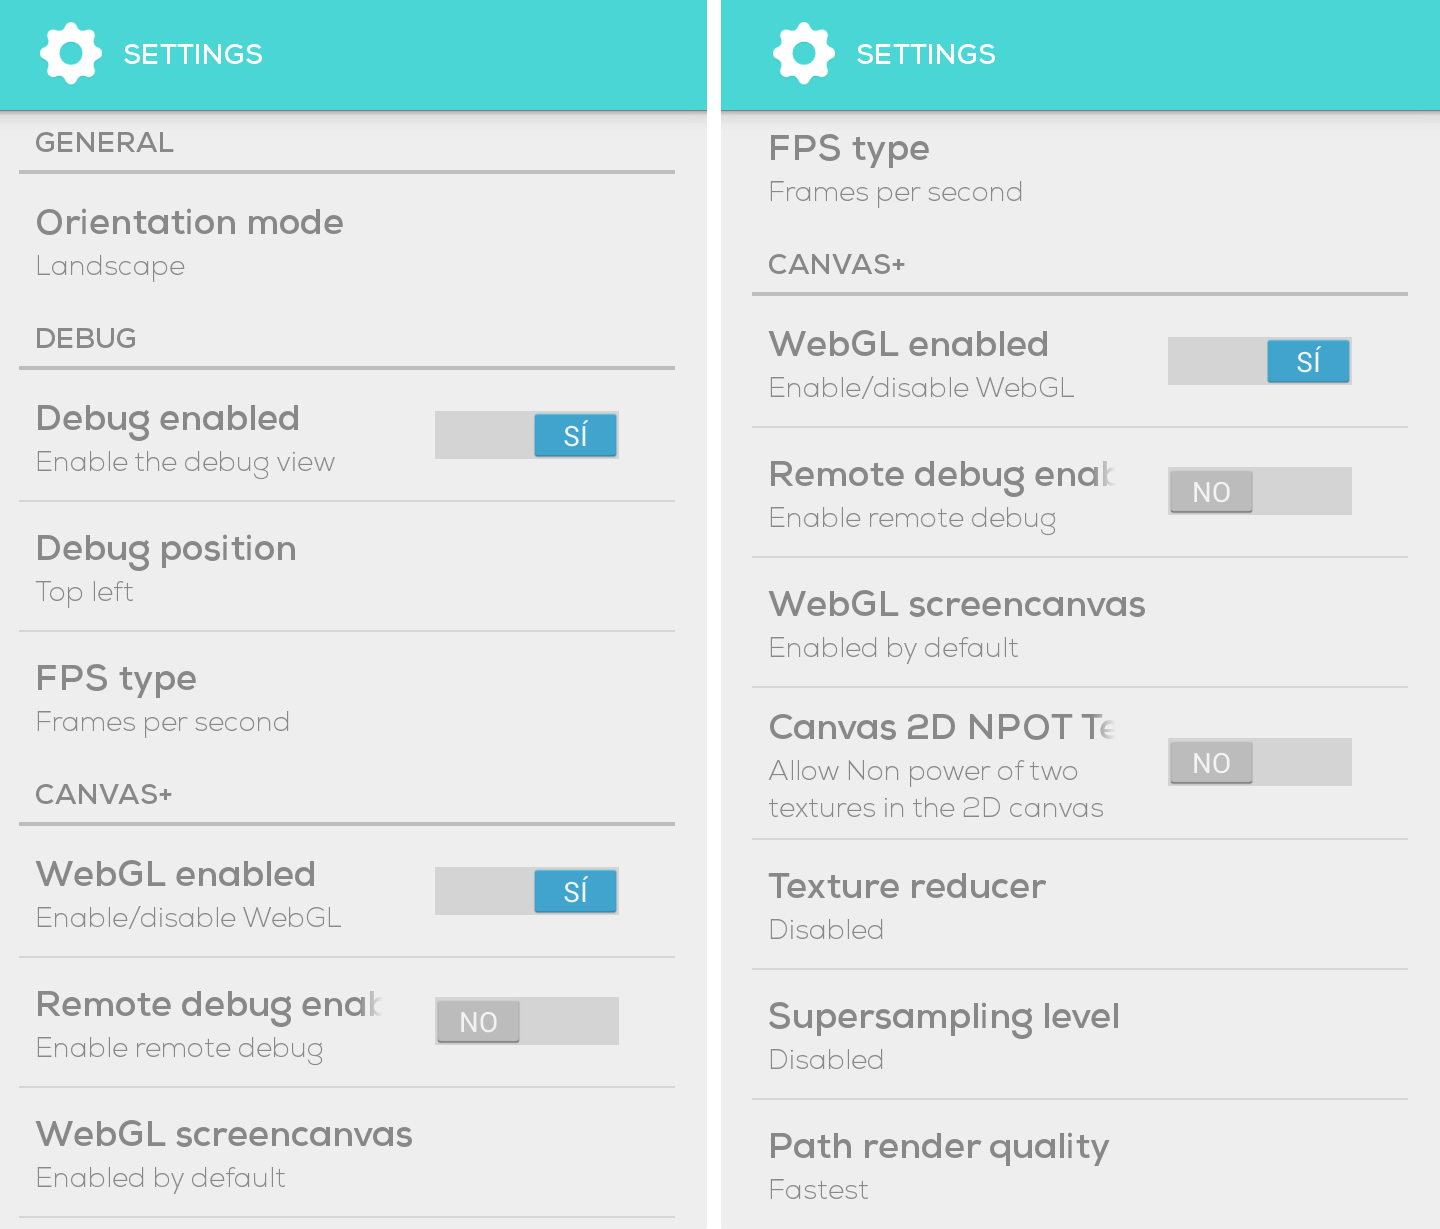 SETTINGS
GENERAL
Orientation mode
Landscape
DEBUG
Debug enabled
Enable the debug view
SÍ
Debug position
Top left
FPS type
Frames per second
CANVAS+
WebGL enabled
Enable/disable WebGL
SÍ
Remote debug enab
Enable remote debug
NO
WebGL screencanvas
Enabled by default
SETTINGS
FPS type
Frames per second
CANVAS+
WebGL enabled
Enable/disable WebGL
SÍ
Remote debug enab
Enable remote debug
NO
WebGL screencanvas
Enabled by default
Canvas 2D NPOT Te
Allow Non power of two
textures in the 2D canvas
NO
Texture reducer
Disabled
Supersampling level
Disabled
Path render quality
Fastest